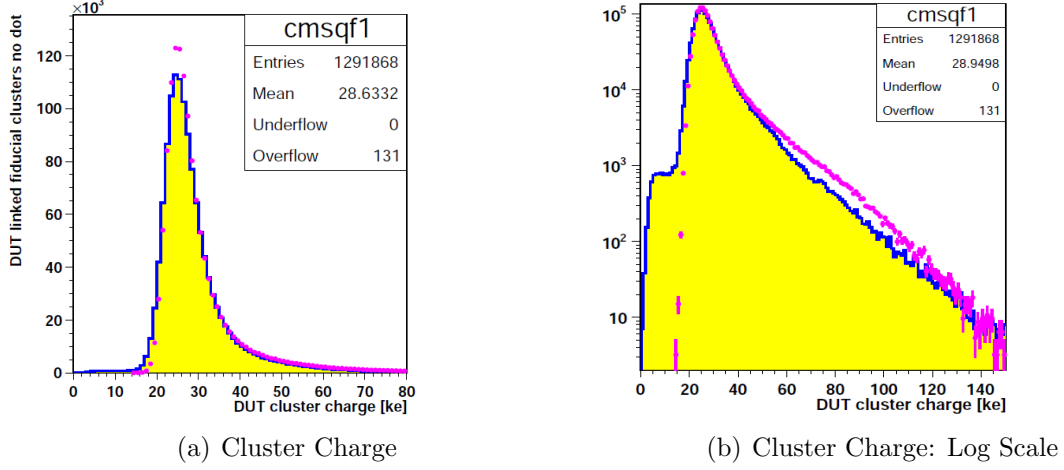 ×10³
DUT linked fiducial clusters no dot
120
100
80
60
40
20
0
0 10 20 30 40 50 60 70 80
DUT cluster charge [ke]
cmsqf1
Entries 1291868
Mean 28.6332
Underflow 0
Overflow 131
(a) Cluster Charge
10⁵
10⁴
10³
10²
10
0 20 40 60 80 100 120 140
DUT cluster charge [ke]
cmsqf1
Entries 1291868
Mean 28.9498
Underflow 0
Overflow 131
(b) Cluster Charge: Log Scale